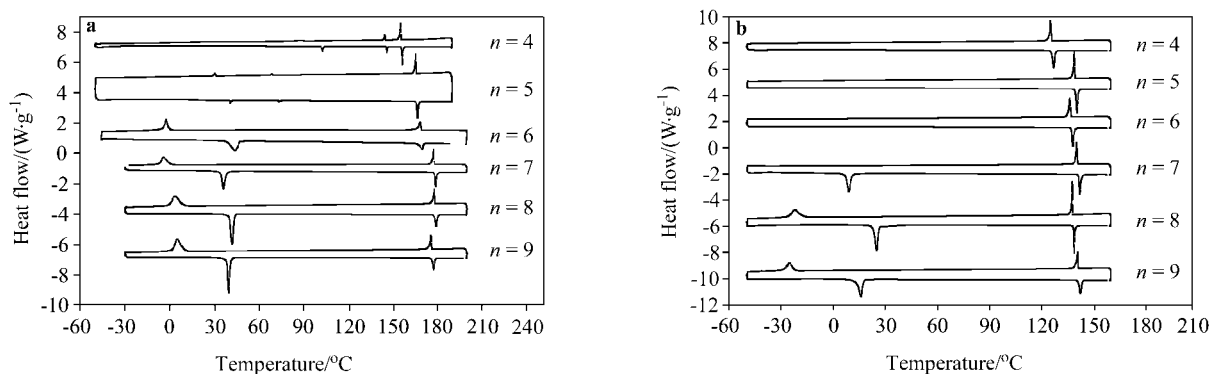 a
Heat flow/(W·g⁻¹)
8
6
4
2
0
-2
-4
-6
-8
-10
n = 4
n = 5
n = 6
n = 7
n = 8
n = 9
-60 -30 0 30 60 90 120 150 180 210 240
Temperature/°C
b
Heat flow/(W·g⁻¹)
10
8
6
4
2
0
-2
-4
-6
-8
-10
-12
n = 4
n = 5
n = 6
n = 7
n = 8
n = 9
-60 -30 0 30 60 90 120 150 180 210
Temperature/°C